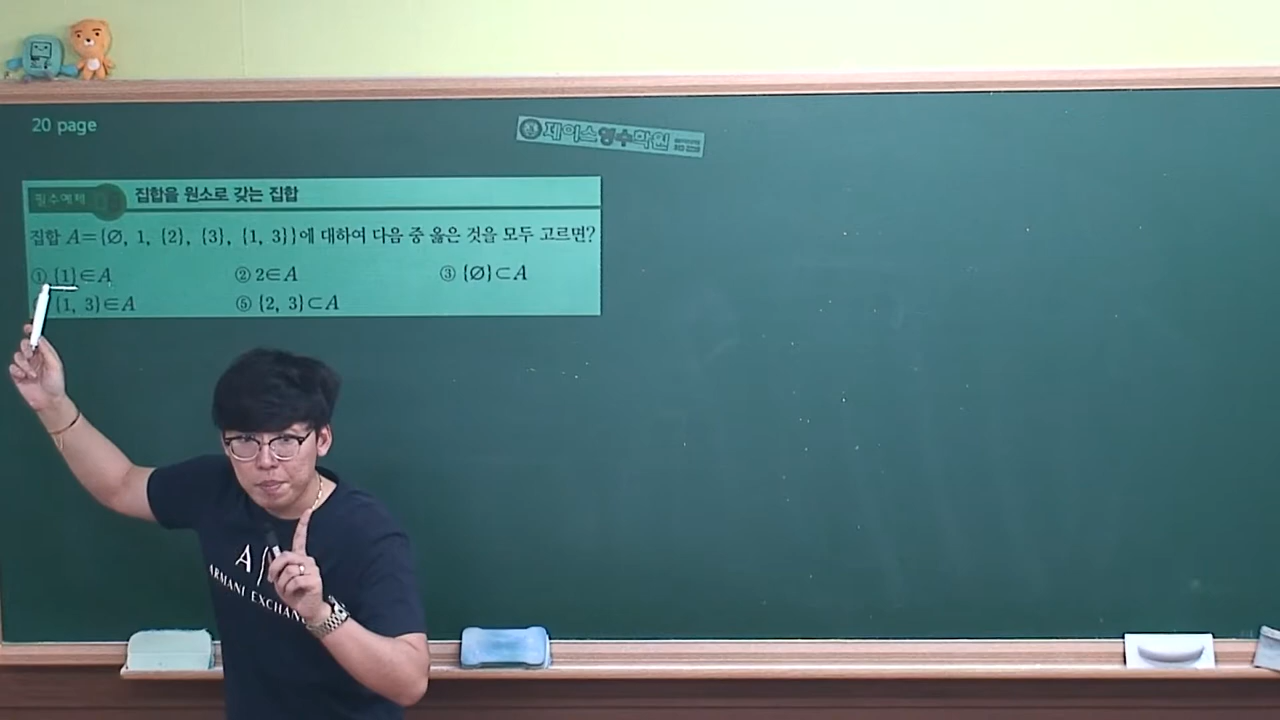 20 page
제이스영수학원
필수예제
집합을 원소로 갖는 집합
집합 A={∅, 1, {2}, {3}, {1, 3}}에 대하여 다음 중 옳은 것을 모두 고르면?
① {1}∈A ② 2∈A ③ {∅}⊂A
{1, 3}∈A ⑤ {2, 3}⊂A
A
ARMANI EXCHANG